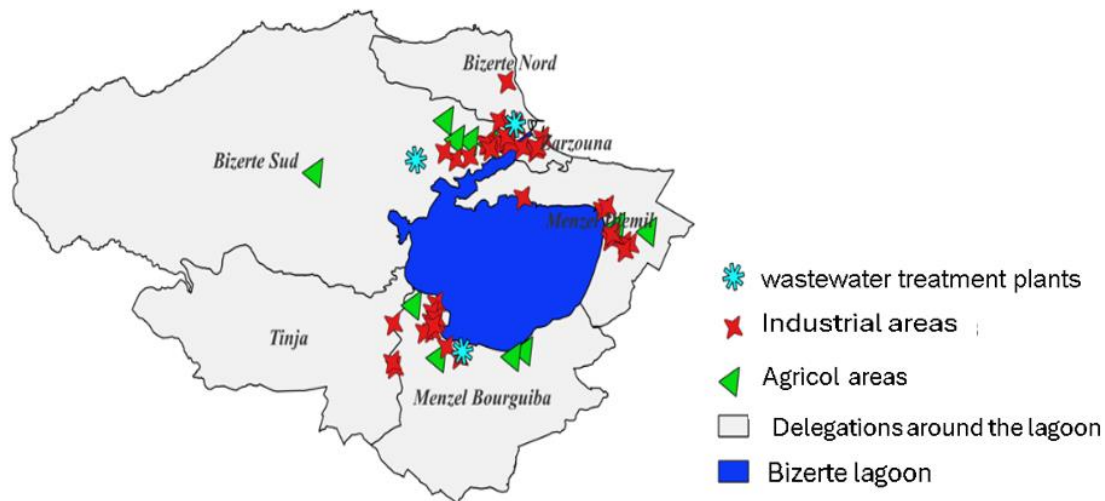 Bizerte Nord
Zarzouna
Bizerte Sud
Menzel Djemil
Tinja
Menzel Bourguiba
wastewater treatment plants
Industrial areas
Agricol areas
Delegations around the lagoon
Bizerte lagoon